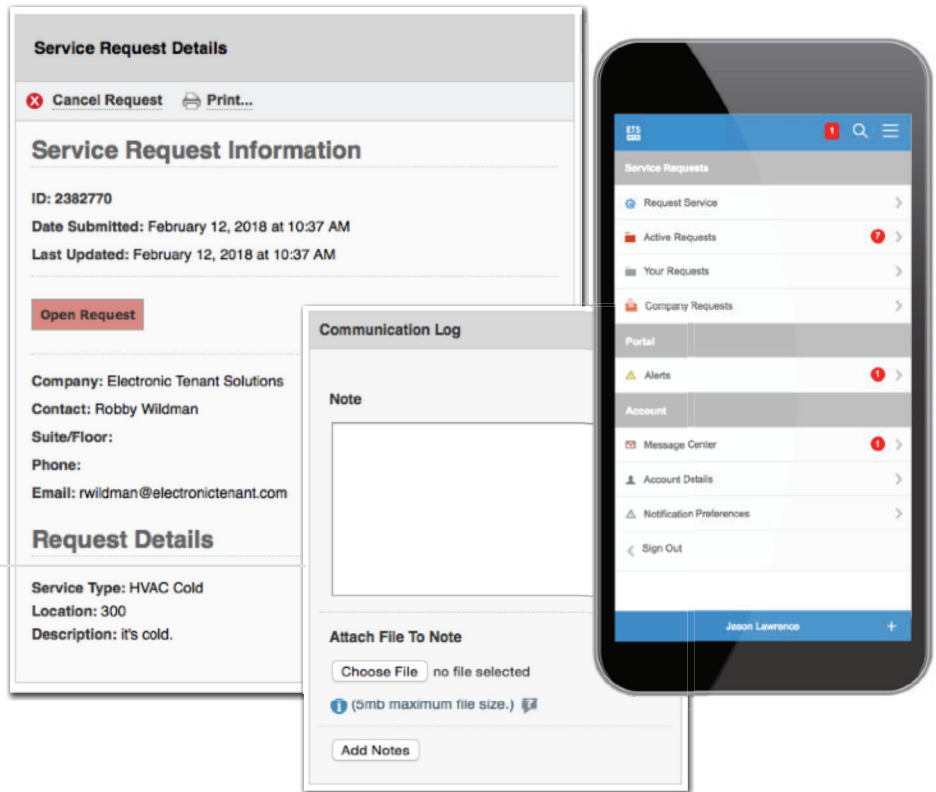 Service Request Details
Cancel Request Print...
Service Request Information
ID: 2382770
Date Submitted: February 12, 2018 at 10:37 AM
Last Updated: February 12, 2018 at 10:37 AM
Open Request
Company: Electronic Tenant Solutions
Contact: Robby Wildman
Suite/Floor:
Phone:
Email: rwildman@electronictenant.com
Request Details
Service Type: HVAC Cold
Location: 300
Description: it's cold.
Communication Log
Note
Attach File To Note
Choose File no file selected
(5mb maximum file size.)
Add Notes
ETS
1
Service Requests
Request Service
Active Requests 7
Your Requests
Company Requests
Portal
Alerts 1
Account
Message Center 1
Account Details
Notification Preferences
Sign Out
Jason Lawrence +